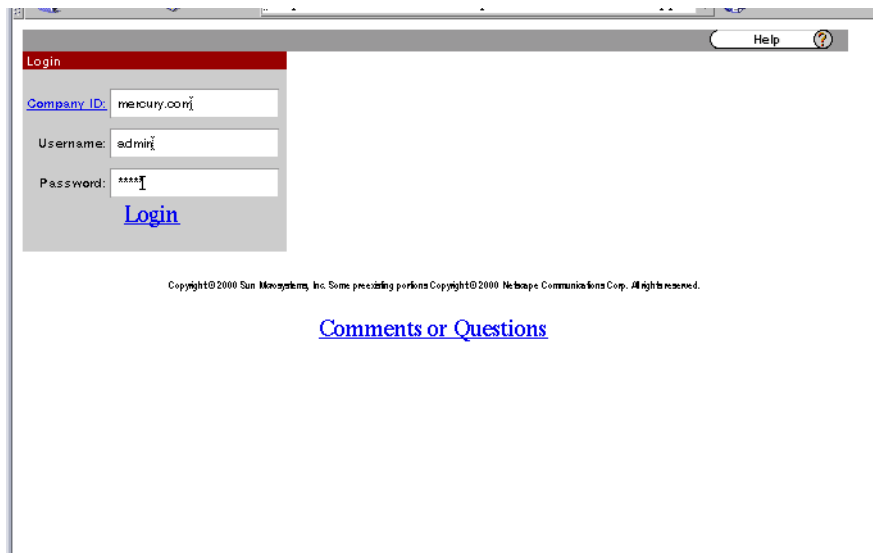 Help ?
Login
Company ID: mercury.com
Username: admin
Password: *****
Login
Copyright © 2000 Sun Microsystems, Inc. Some preexisting portions Copyright © 2000 Netscape Communications Corp. All rights reserved.
Comments or Questions